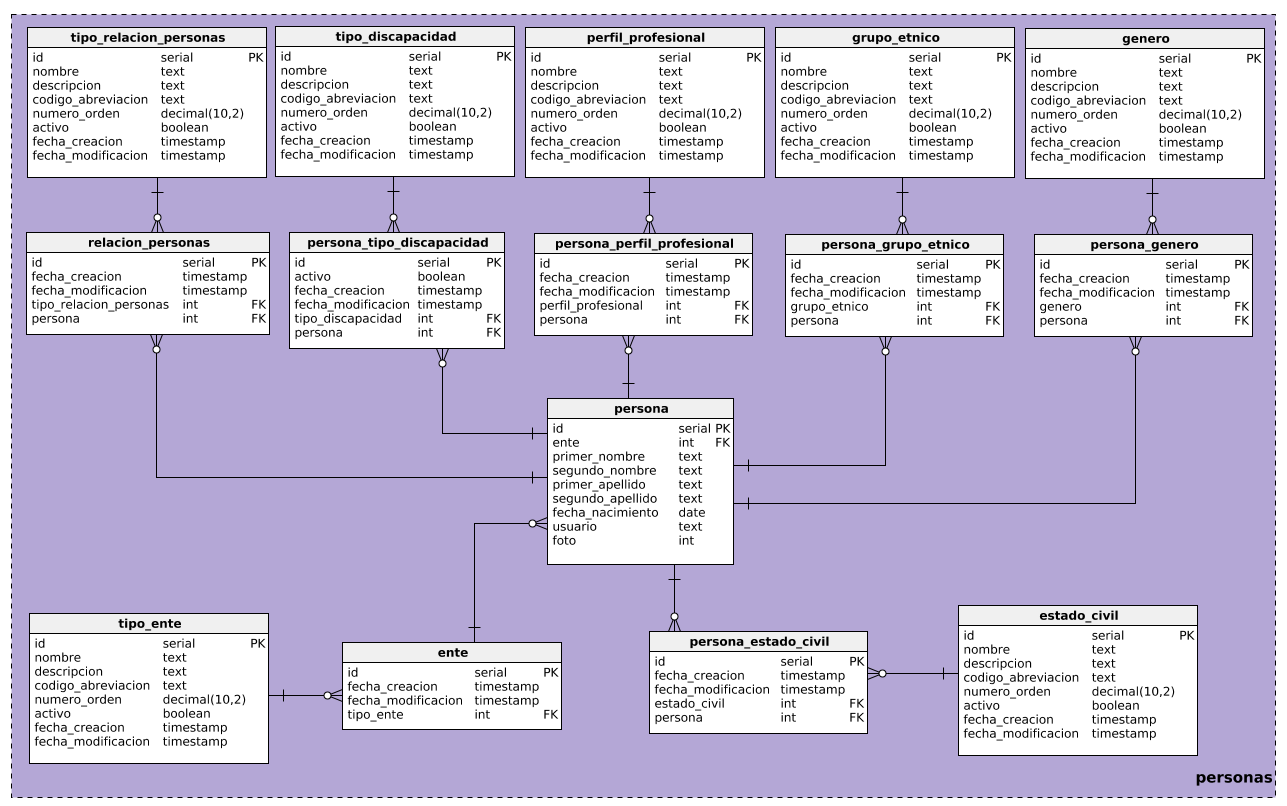 tipo_relacion_personas
id serial PK
nombre text
descripcion text
codigo_abreviacion text
numero_orden decimal(10,2)
activo boolean
fecha_creacion timestamp
fecha_modificacion timestamp
tipo_discapacidad
id serial PK
nombre text
descripcion text
codigo_abreviacion text
numero_orden decimal(10,2)
activo boolean
fecha_creacion timestamp
fecha_modificacion timestamp
perfil_profesional
id serial PK
nombre text
descripcion text
codigo_abreviacion text
numero_orden decimal(10,2)
activo boolean
fecha_creacion timestamp
fecha_modificacion timestamp
grupo_etnico
id serial PK
nombre text
descripcion text
codigo_abreviacion text
numero_orden decimal(10,2)
activo boolean
fecha_creacion timestamp
fecha_modificacion timestamp
genero
id serial PK
nombre text
descripcion text
codigo_abreviacion text
numero_orden decimal(10,2)
activo boolean
fecha_creacion timestamp
fecha_modificacion timestamp
relacion_personas
id serial PK
fecha_creacion timestamp
fecha_modificacion timestamp
tipo_relacion_personas int FK
persona int FK
persona_tipo_discapacidad
id serial PK
activo boolean
fecha_creacion timestamp
fecha_modificacion timestamp
tipo_discapacidad int FK
persona int FK
persona_perfil_profesional
id serial PK
fecha_creacion timestamp
fecha_modificacion timestamp
perfil_profesional int FK
persona int FK
persona_grupo_etnico
id serial PK
fecha_creacion timestamp
fecha_modificacion timestamp
grupo_etnico int FK
persona int FK
persona_genero
id serial PK
fecha_creacion timestamp
fecha_modificacion timestamp
genero int FK
persona int FK
persona
id serial PK
ente int FK
primer_nombre text
segundo_nombre text
primer_apellido text
segundo_apellido text
fecha_nacimiento date
usuario text
foto int
tipo_ente
id serial PK
nombre text
descripcion text
codigo_abreviacion text
numero_orden decimal(10,2)
activo boolean
fecha_creacion timestamp
fecha_modificacion timestamp
ente
id serial PK
fecha_creacion timestamp
fecha_modificacion timestamp
tipo_ente int FK
persona_estado_civil
id serial PK
fecha_creacion timestamp
fecha_modificacion timestamp
estado_civil int FK
persona int FK
estado_civil
id serial PK
nombre text
descripcion text
codigo_abreviacion text
numero_orden decimal(10,2)
activo boolean
fecha_creacion timestamp
fecha_modificacion timestamp
personas